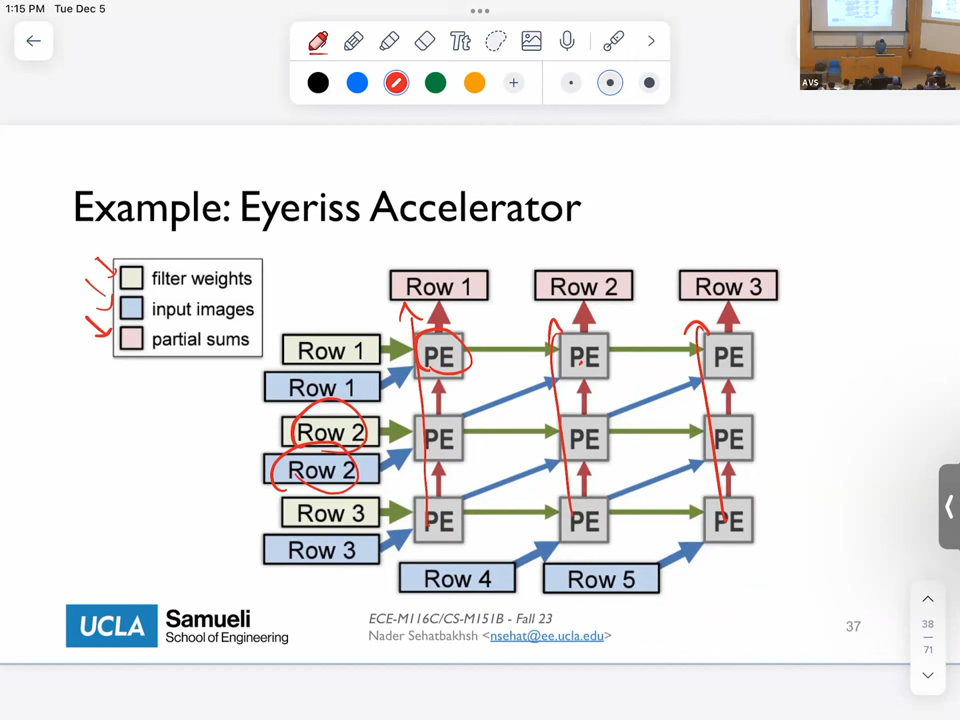 1:15 PM Tue Dec 5
Tt
AVS
Example: Eyeriss Accelerator
filter weights
input images
partial sums
Row 1 Row 2 Row 3
Row 1 PE PE PE
Row 1
Row 2 PE PE PE
Row 2
Row 3 PE PE PE
Row 3
Row 4 Row 5
UCLA Samueli
School of Engineering
ECE-M116C/CS-M151B - Fall 23
Nader Sehatbakhsh <nsehat@ee.ucla.edu>
37
38
71